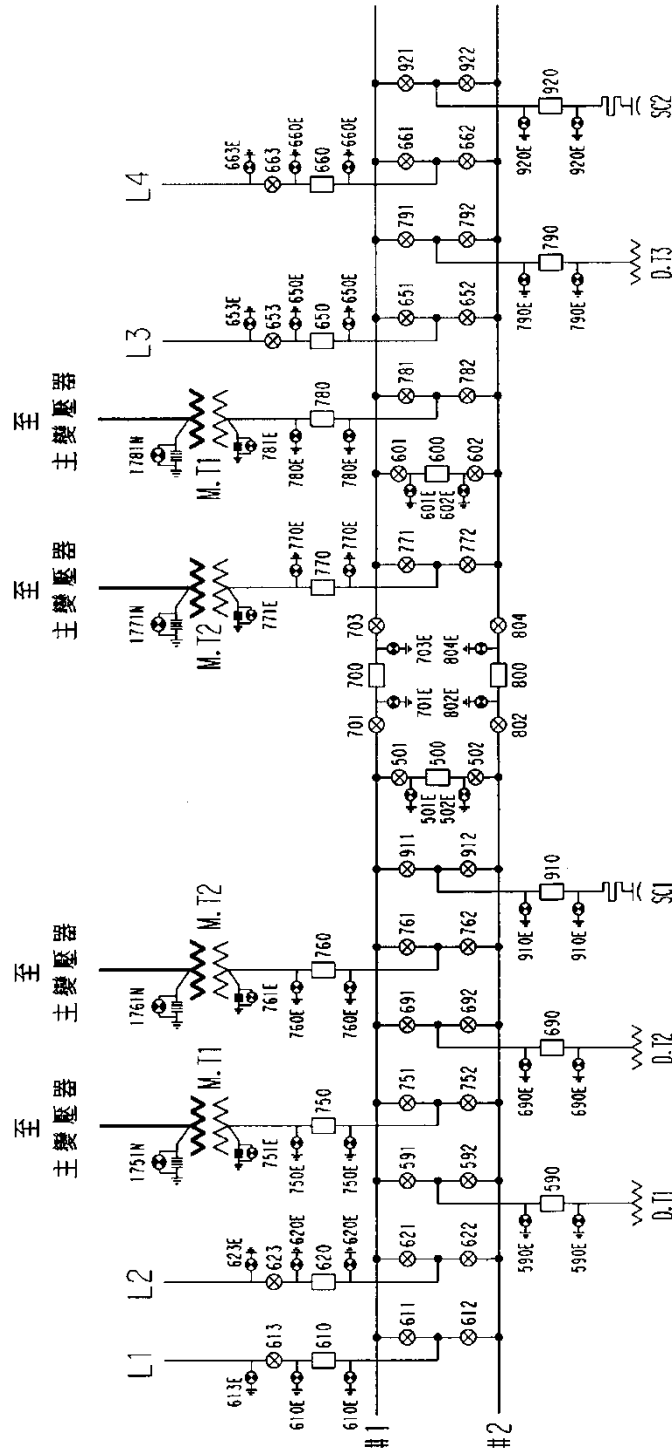 至
主變壓器
至
主變壓器
至
主變壓器
至
主變壓器
L1
L2
L3
L4
1751N
1761N
1771N
1781N
M.T1
M.T2
M.T2
M.T1
751E
761E
771E
781E
613E
613
610E
610
610E
623E
623
620E
620
620E
750E
750
750E
760E
760
760E
770E
770
770E
780E
780
780E
653E
653
650E
650
650E
663E
663
660E
660
660E
#1
611
621
591
751
691
761
911
501
701
700
703
771
601
781
651
791
661
921
501E
500
502E
701E
703E
802E
804E
601E
600
602E
#2
612
622
592
752
692
762
912
502
802
800
804
772
602
782
652
792
662
922
590E
590
590E
690E
690
690E
910E
910
910E
790E
790
790E
920E
920
920E
D.T1
D.T2
SC1
D.T3
SC2